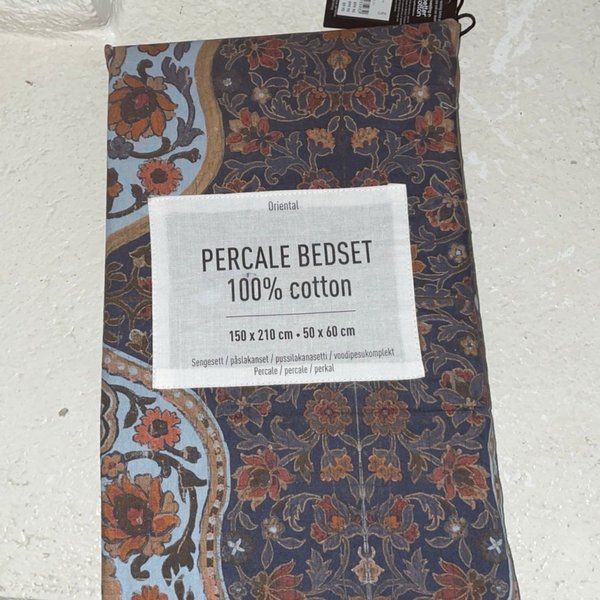 Oriental
PERCALE BEDSET
100% cotton
150 x 210 cm • 50 x 60 cm
Sengesett / påslakanset / pussilakanasetti / voodipesukomplekt
Percale / percale / perkal